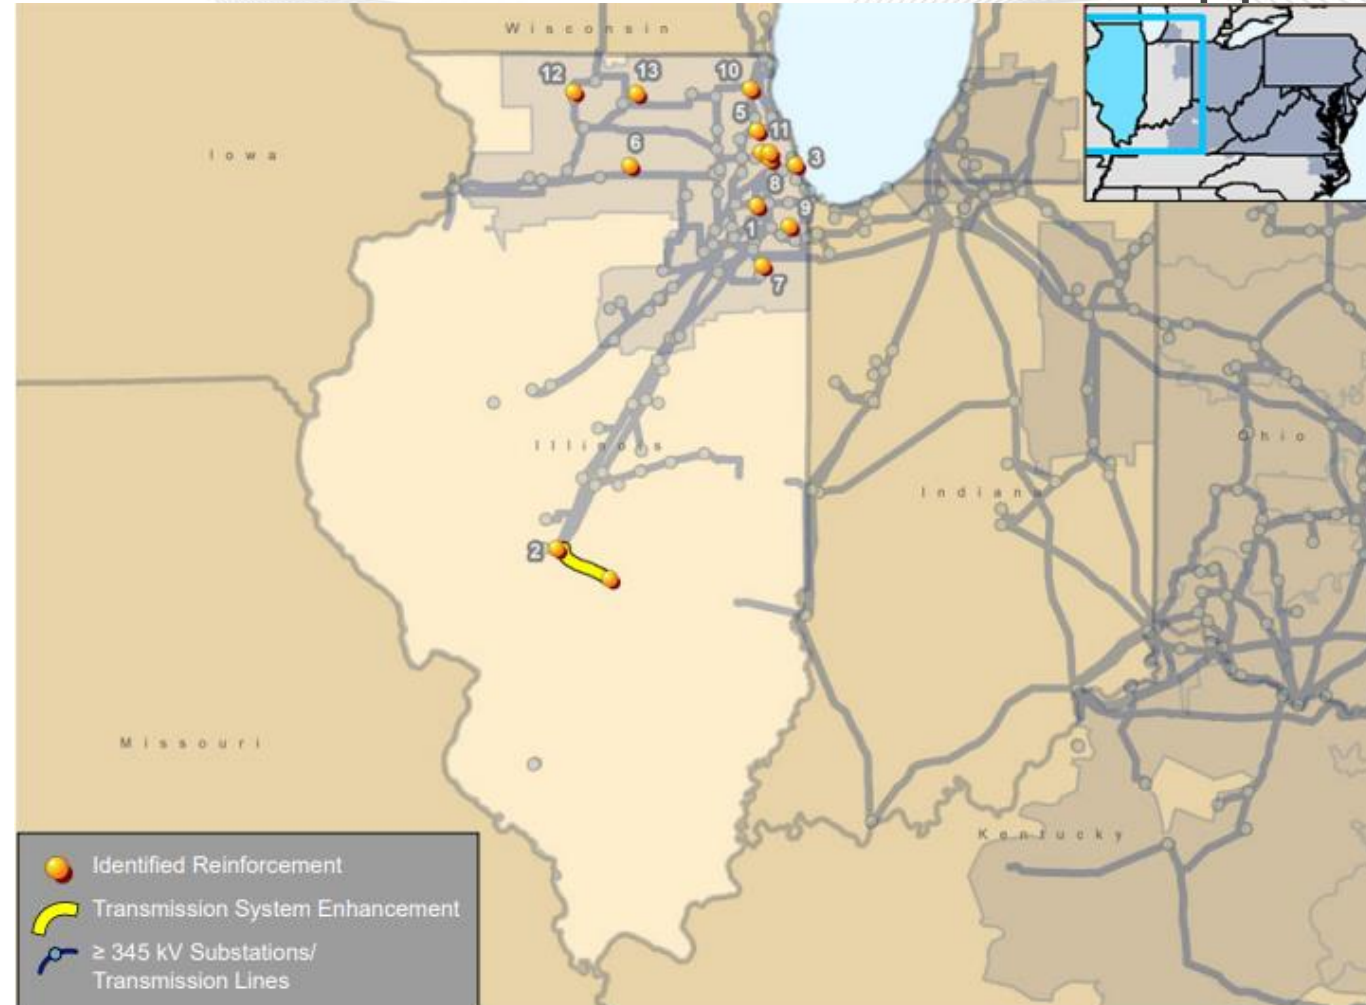 Wisconsin
12
13
10
5
11
Iowa
6
3
8
9
1
7
Illinois
Ohio
Indiana
2
Missouri
Kentucky
Identified Reinforcement
Transmission System Enhancement
≥ 345 kV Substations/
Transmission Lines